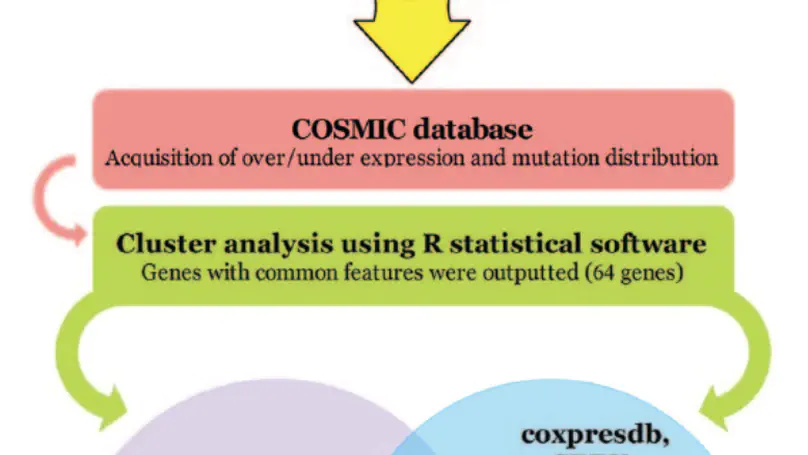 COSMIC database
Acquisition of over/under expression and mutation distribution
Cluster analysis using R statistical software
Genes with common features were outputted (64 genes)
coxpresdb,